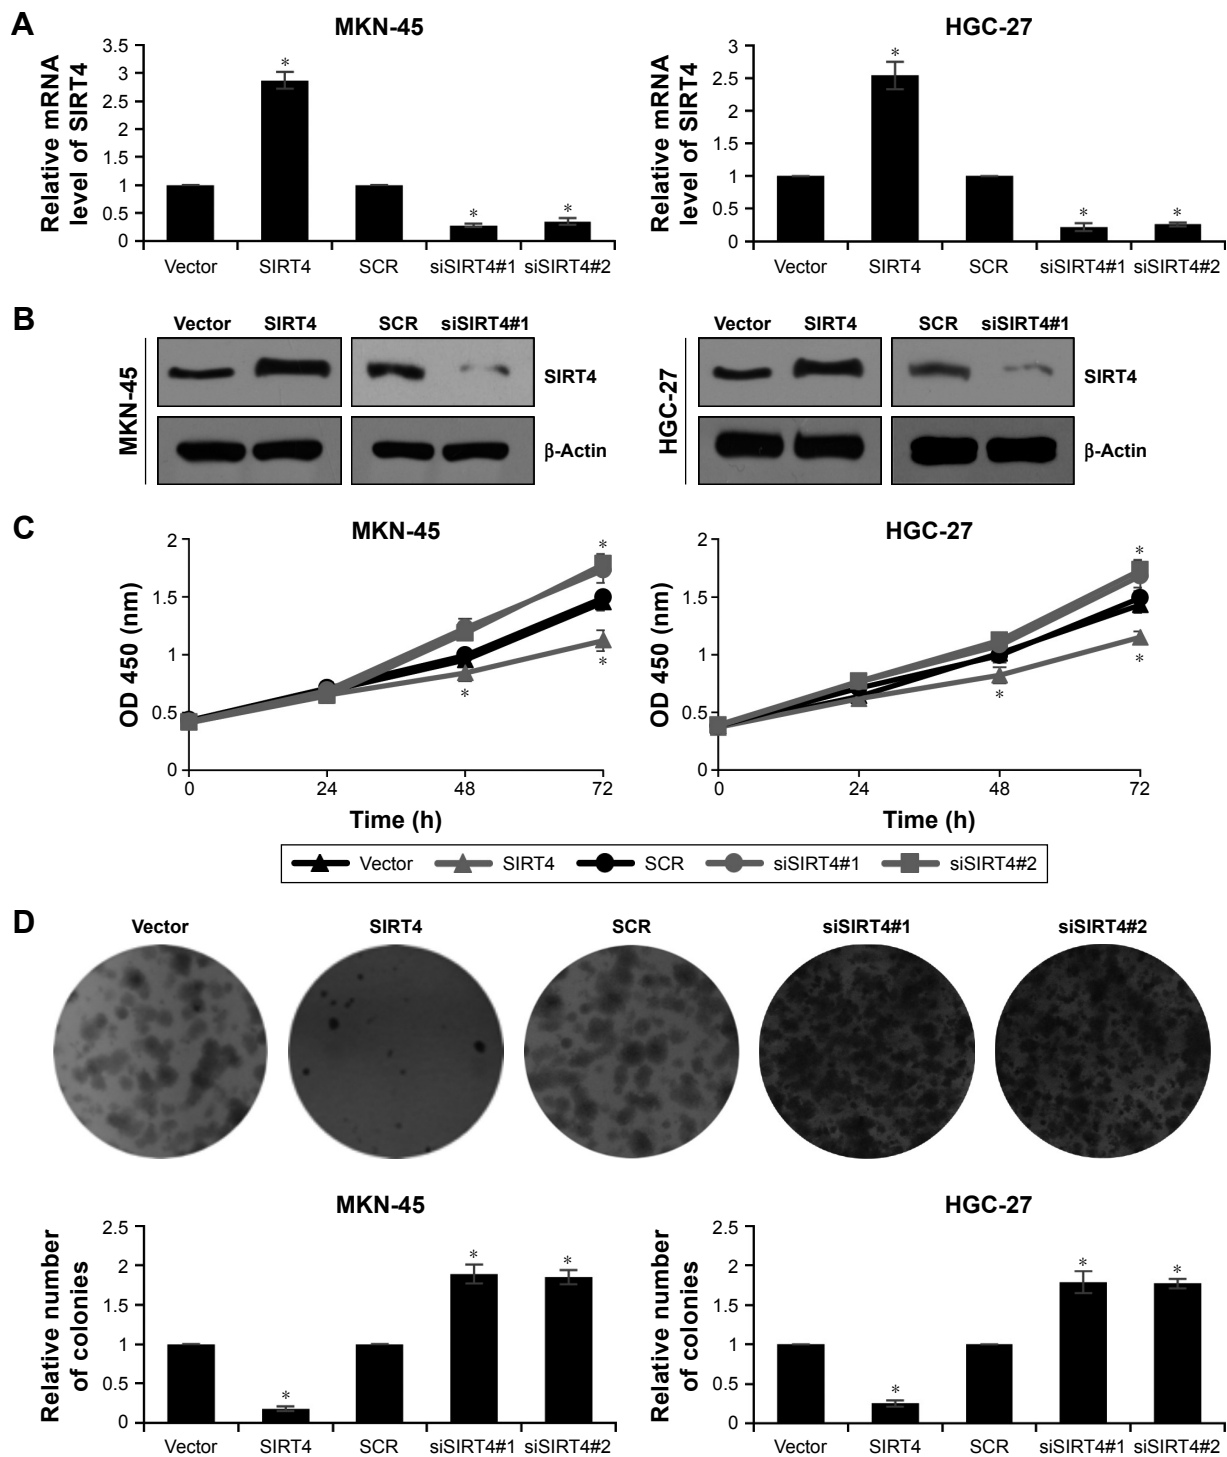 A
MKN-45
HGC-27
Relative mRNA
level of SIRT4
3.5
3
2.5
2
1.5
1
0.5
0
Vector SIRT4 SCR siSIRT4#1 siSIRT4#2
*
*
*
Relative mRNA
level of SIRT4
3
2.5
2
1.5
1
0.5
0
Vector SIRT4 SCR siSIRT4#1 siSIRT4#2
*
*
*
B
Vector SIRT4 SCR siSIRT4#1
MKN-45
SIRT4
β-Actin
Vector SIRT4 SCR siSIRT4#1
HGC-27
SIRT4
β-Actin
C
MKN-45
OD 450 (nm)
2
1.5
1
0.5
0
0 24 48 72
Time (h)
*
*
*
HGC-27
OD 450 (nm)
2
1.5
1
0.5
0
0 24 48 72
Time (h)
*
*
*
Vector SIRT4 SCR siSIRT4#1 siSIRT4#2
D
Vector SIRT4 SCR siSIRT4#1 siSIRT4#2
MKN-45
Relative number
of colonies
2.5
2
1.5
1
0.5
0
Vector SIRT4 SCR siSIRT4#1 siSIRT4#2
*
*
*
HGC-27
Relative number
of colonies
2.5
2
1.5
1
0.5
0
Vector SIRT4 SCR siSIRT4#1 siSIRT4#2
*
*
*